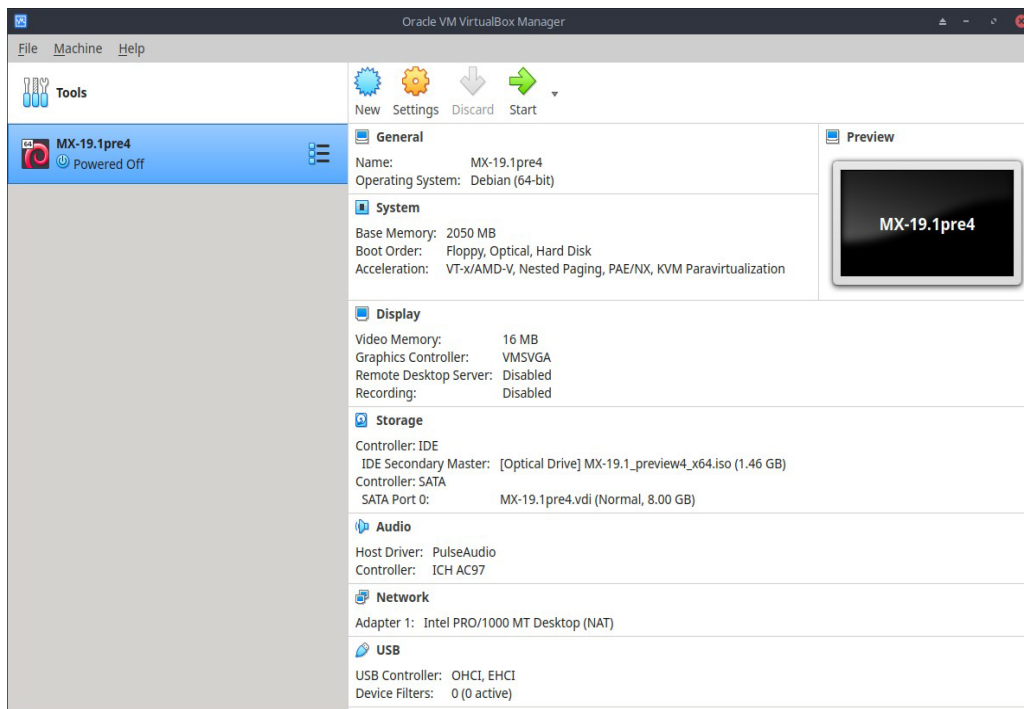 Oracle VM VirtualBox Manager
File Machine Help
Tools
New Settings Discard Start
64
MX-19.1pre4
Powered Off
General
Name: MX-19.1pre4
Operating System: Debian (64-bit)
Preview
MX-19.1pre4
System
Base Memory: 2050 MB
Boot Order: Floppy, Optical, Hard Disk
Acceleration: VT-x/AMD-V, Nested Paging, PAE/NX, KVM Paravirtualization
Display
Video Memory: 16 MB
Graphics Controller: VMSVGA
Remote Desktop Server: Disabled
Recording: Disabled
Storage
Controller: IDE
IDE Secondary Master: [Optical Drive] MX-19.1_preview4_x64.iso (1.46 GB)
Controller: SATA
SATA Port 0: MX-19.1pre4.vdi (Normal, 8.00 GB)
Audio
Host Driver: PulseAudio
Controller: ICH AC97
Network
Adapter 1: Intel PRO/1000 MT Desktop (NAT)
USB
USB Controller: OHCI, EHCI
Device Filters: 0 (0 active)